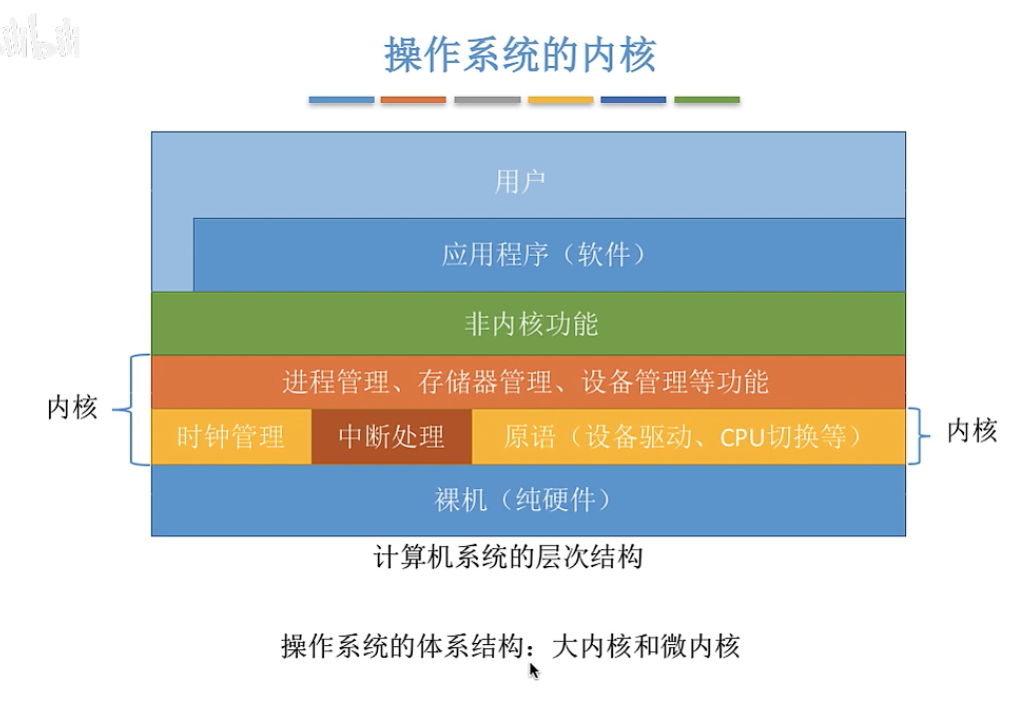 操作系统的内核
用户
应用程序（软件）
非内核功能
进程管理、存储器管理、设备管理等功能
内核
时钟管理 中断处理 原语（设备驱动、CPU切换等）
内核
裸机（纯硬件）
计算机系统的层次结构
操作系统的体系结构：大内核和微内核